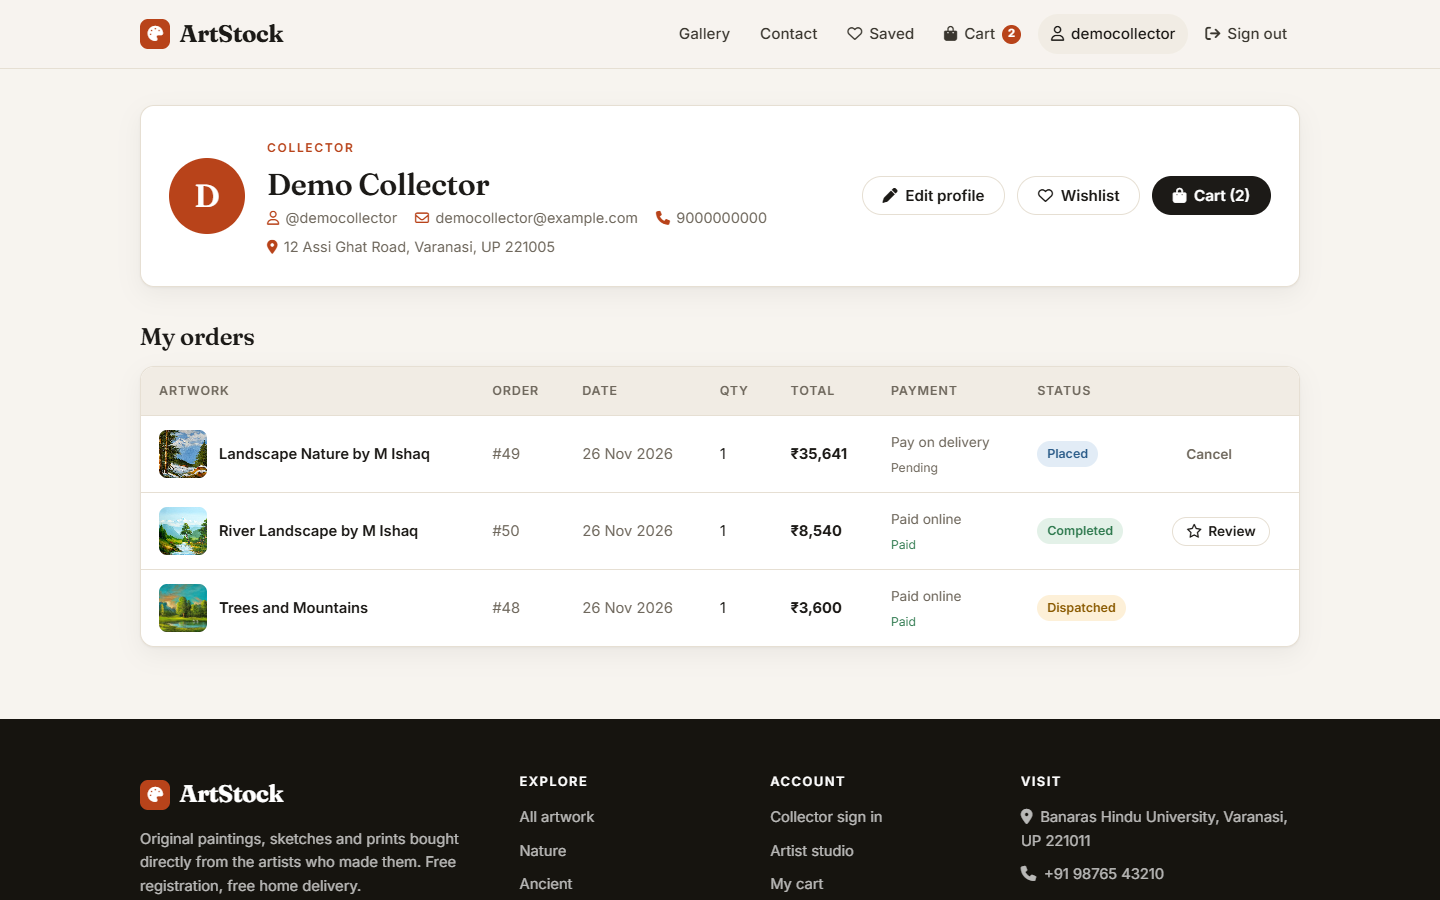 ArtStock
Gallery Contact Saved Cart 2 democollector Sign out
COLLECTOR
D
Demo Collector
@democollector democollector@example.com 9000000000
12 Assi Ghat Road, Varanasi, UP 221005
Edit profile Wishlist Cart (2)
My orders
ARTWORK ORDER DATE QTY TOTAL PAYMENT STATUS
Landscape Nature by M Ishaq #49 26 Nov 2026 1 ₹35,641 Pay on delivery Placed Cancel
Pending
River Landscape by M Ishaq #50 26 Nov 2026 1 ₹8,540 Paid online Completed Review
Paid
Trees and Mountains #48 26 Nov 2026 1 ₹3,600 Paid online Dispatched
Paid
ArtStock
Original paintings, sketches and prints bought
directly from the artists who made them. Free
registration, free home delivery.
EXPLORE
All artwork
Nature
Ancient
ACCOUNT
Collector sign in
Artist studio
My cart
VISIT
Banaras Hindu University, Varanasi,
UP 221011
+91 98765 43210